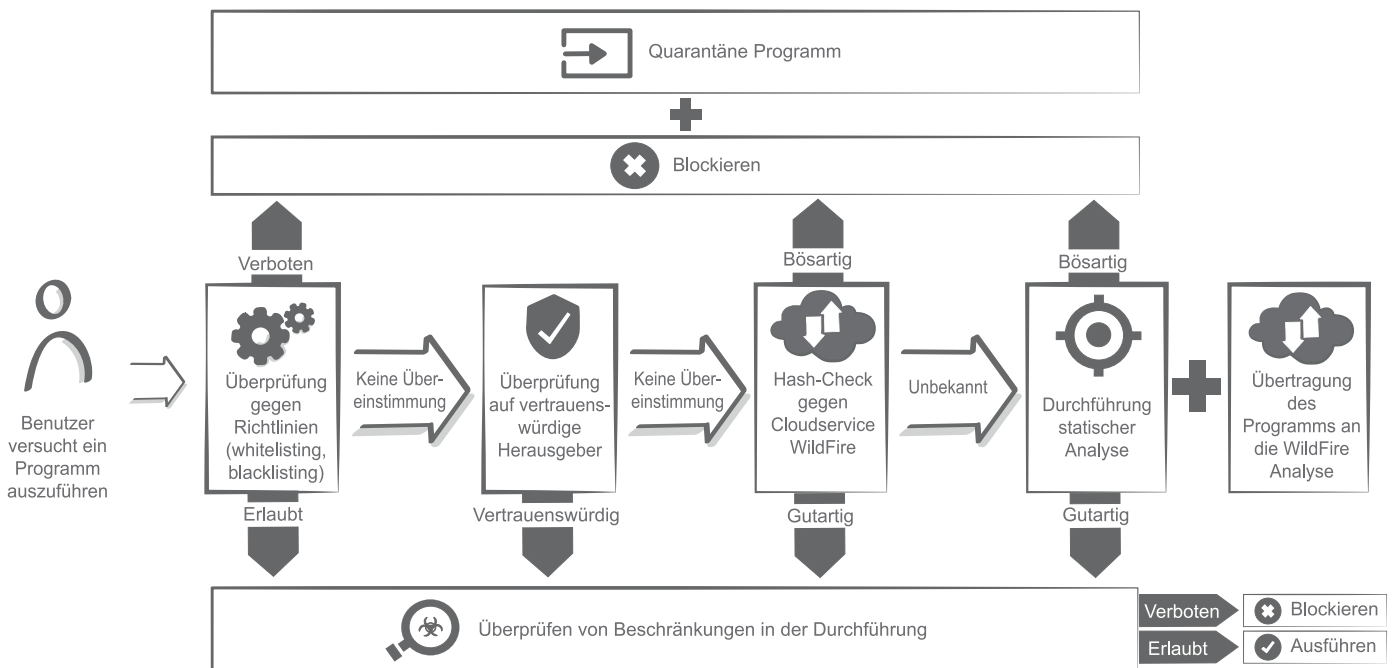 Quarantäne Programm
Blockieren
Verboten
Bösartig
Bösartig
Benutzer
versucht ein
Programm
auszuführen
Überprüfung
gegen
Richtlinien
(whitelisting,
blacklisting)
Keine Über-
einstimmung
Überprüfung
auf vertrauens-
würdige
Herausgeber
Keine Über-
einstimmung
Hash-Check
gegen
Cloudservice
WildFire
Unbekannt
Durchführung
statischer
Analyse
Übertragung
des
Programms an
die WildFire
Analyse
Erlaubt
Vertrauenswürdig
Gutartig
Gutartig
Überprüfen von Beschränkungen in der Durchführung
Verboten
Blockieren
Erlaubt
Ausführen